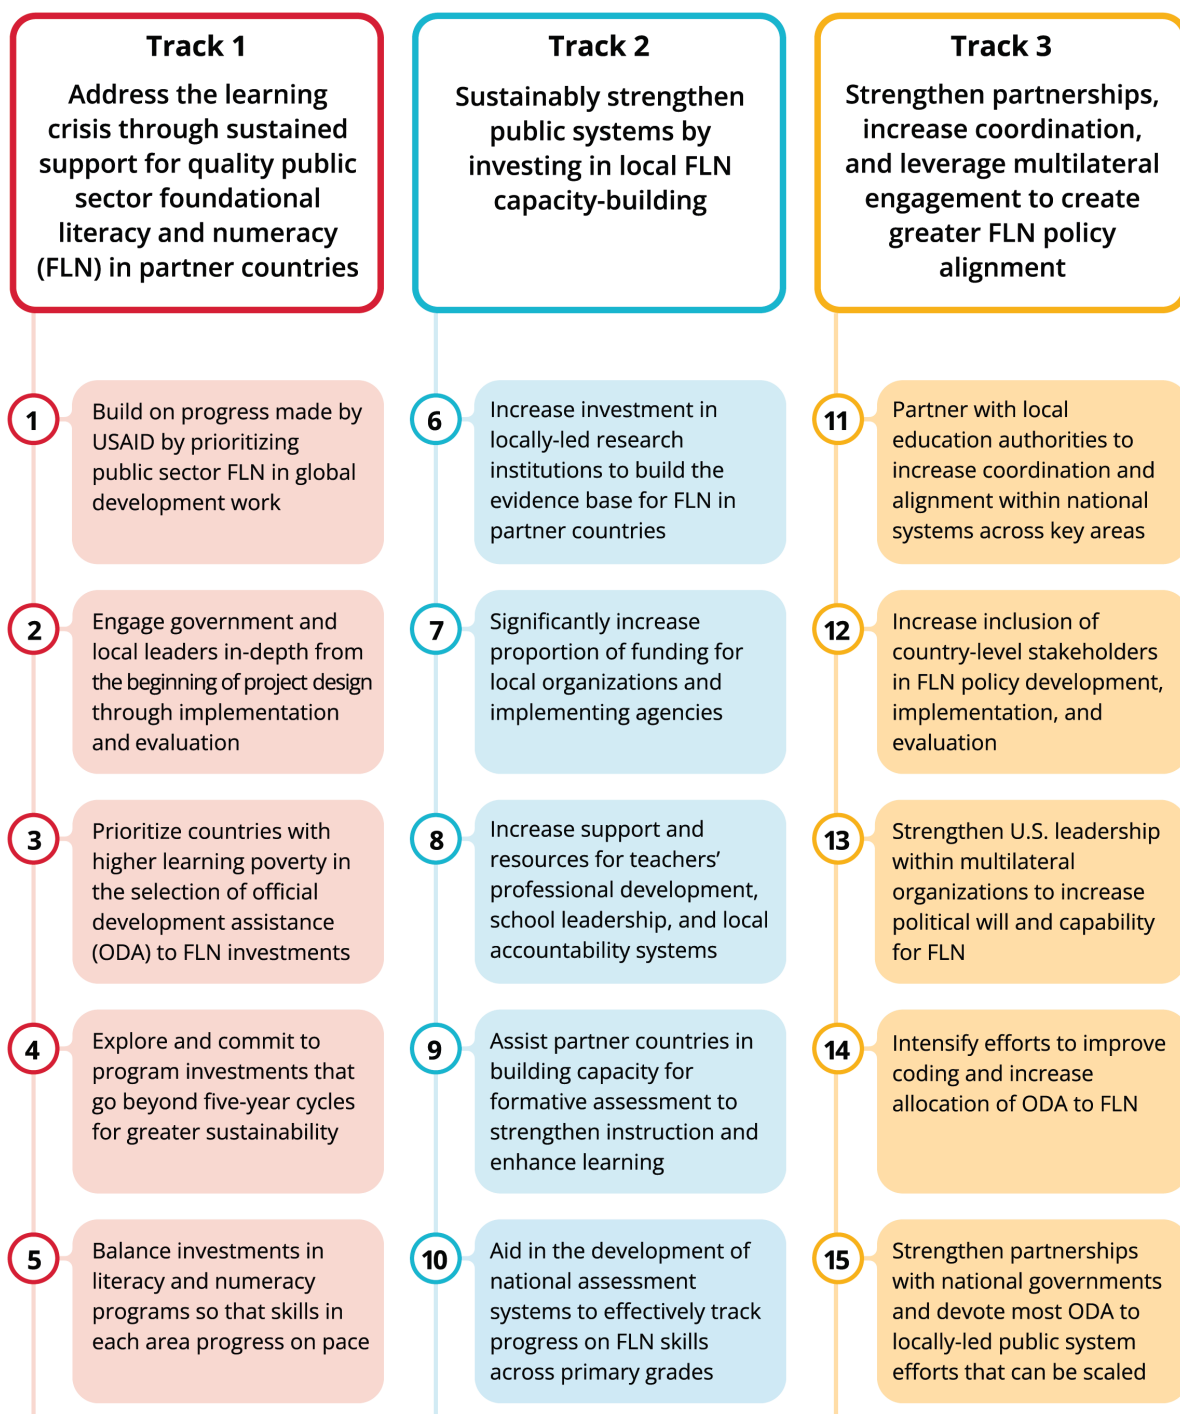 Track 1
Address the learning
crisis through sustained
support for quality public
sector foundational
literacy and numeracy
(FLN) in partner countries
1
Build on progress made by
USAID by prioritizing
public sector FLN in global
development work
2
Engage government and
local leaders in-depth from
the beginning of project design
through implementation
and evaluation
3
Prioritize countries with
higher learning poverty in
the selection of official
development assistance
(ODA) to FLN investments
4
Explore and commit to
program investments that
go beyond five-year cycles
for greater sustainability
5
Balance investments in
literacy and numeracy
programs so that skills in
each area progress on pace
Track 2
Sustainably strengthen
public systems by
investing in local FLN
capacity-building
6
Increase investment in
locally-led research
institutions to build the
evidence base for FLN in
partner countries
7
Significantly increase
proportion of funding for
local organizations and
implementing agencies
8
Increase support and
resources for teachers’
professional development,
school leadership, and local
accountability systems
9
Assist partner countries in
building capacity for
formative assessment to
strengthen instruction and
enhance learning
10
Aid in the development of
national assessment
systems to effectively track
progress on FLN skills
across primary grades
Track 3
Strengthen partnerships,
increase coordination,
and leverage multilateral
engagement to create
greater FLN policy
alignment
11
Partner with local
education authorities to
increase coordination and
alignment within national
systems across key areas
12
Increase inclusion of
country-level stakeholders
in FLN policy development,
implementation, and
evaluation
13
Strengthen U.S. leadership
within multilateral
organizations to increase
political will and capability
for FLN
14
Intensify efforts to improve
coding and increase
allocation of ODA to FLN
15
Strengthen partnerships
with national governments
and devote most ODA to
locally-led public system
efforts that can be scaled